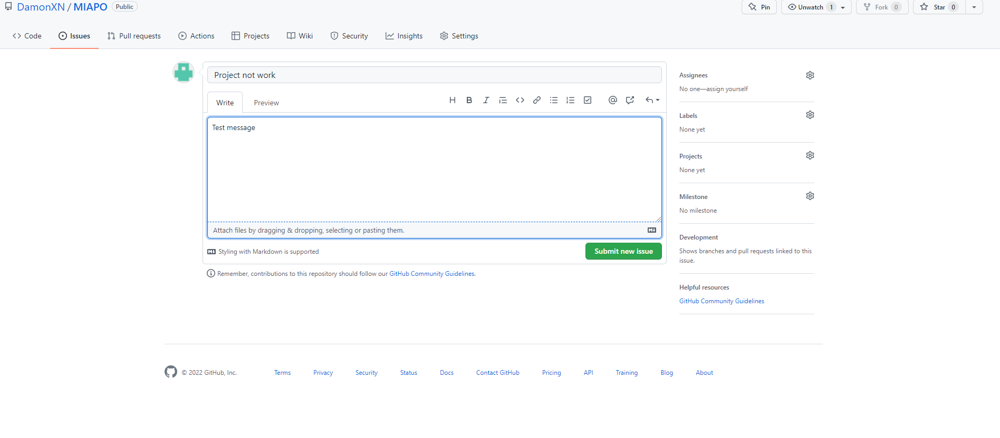 DamonXN / MIAPO Public
Pin Unwatch 1 Fork 0 Star 0
Code Issues Pull requests Actions Projects Wiki Security Insights Settings
Project not work
Write Preview
Test message
Attach files by dragging & dropping, selecting or pasting them.
Styling with Markdown is supported
Submit new issue
Remember, contributions to this repository should follow our GitHub Community Guidelines.
Assignees
No one—assign yourself
Labels
None yet
Projects
None yet
Milestone
No milestone
Development
Shows branches and pull requests linked to this
issue.
Helpful resources
GitHub Community Guidelines
© 2022 GitHub, Inc. Terms Privacy Security Status Docs Contact GitHub Pricing API Training Blog About